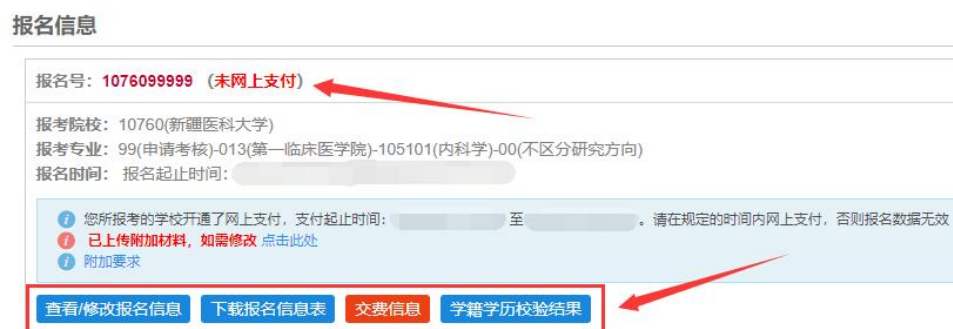 报名信息
报名号：1076099999 （未网上支付）
报考院校：10760(新疆医科大学)
报考专业：99(申请考核)-013(第一临床医学院)-105101(内科学)-00(不区分研究方向)
报名时间： 报名起止时间：
您所报考的学校开通了网上支付，支付起止时间： 至 。请在规定的时间内网上支付，否则报名数据无效
已上传附加材料，如需修改 点击此处
附加要求
查看/修改报名信息 下载报名信息表 交费信息 学籍学历校验结果